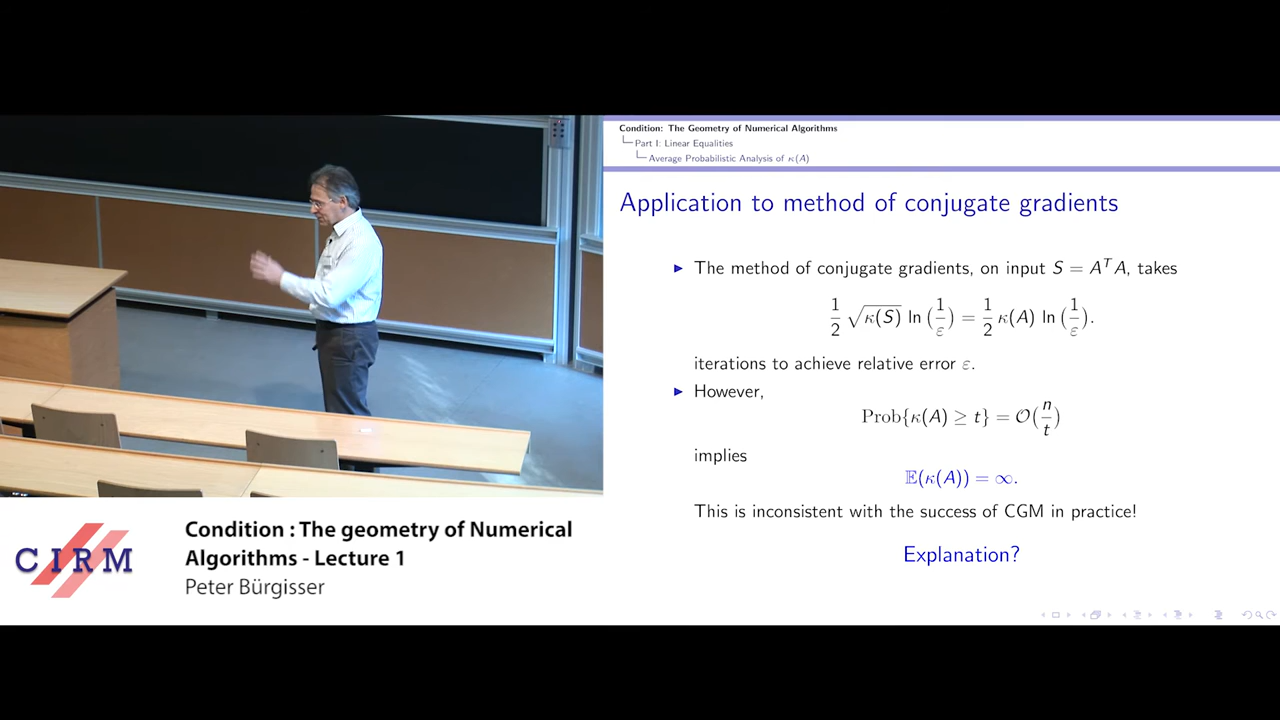 Condition: The Geometry of Numerical Algorithms
Part I: Linear Equalities
Average Probabilistic Analysis of κ(A)
Application to method of conjugate gradients
▶ The method of conjugate gradients, on input S = AᵀA, takes
1/2 √κ(S) ln(1/ε) = 1/2 κ(A) ln(1/ε).
iterations to achieve relative error ε.
▶ However,
Prob{κ(A) ≥ t} = 𝒪(n/t)
implies
𝔼(κ(A)) = ∞.
This is inconsistent with the success of CGM in practice!
Explanation?
CIRM
Condition : The geometry of Numerical
Algorithms - Lecture 1
Peter Bürgisser